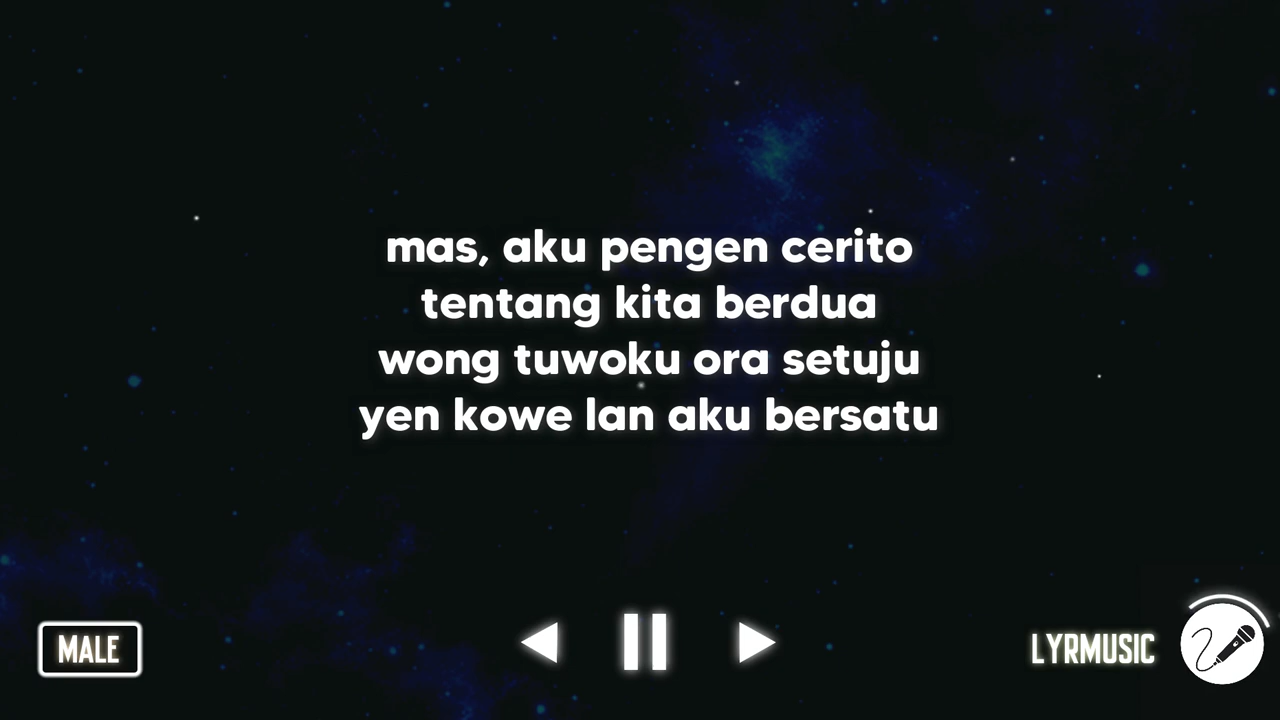 mas, aku pengen cerito
tentang kita berdua
wong tuwoku ora setuju
yen kowe lan aku bersatu
MALE
LYRMUSIC